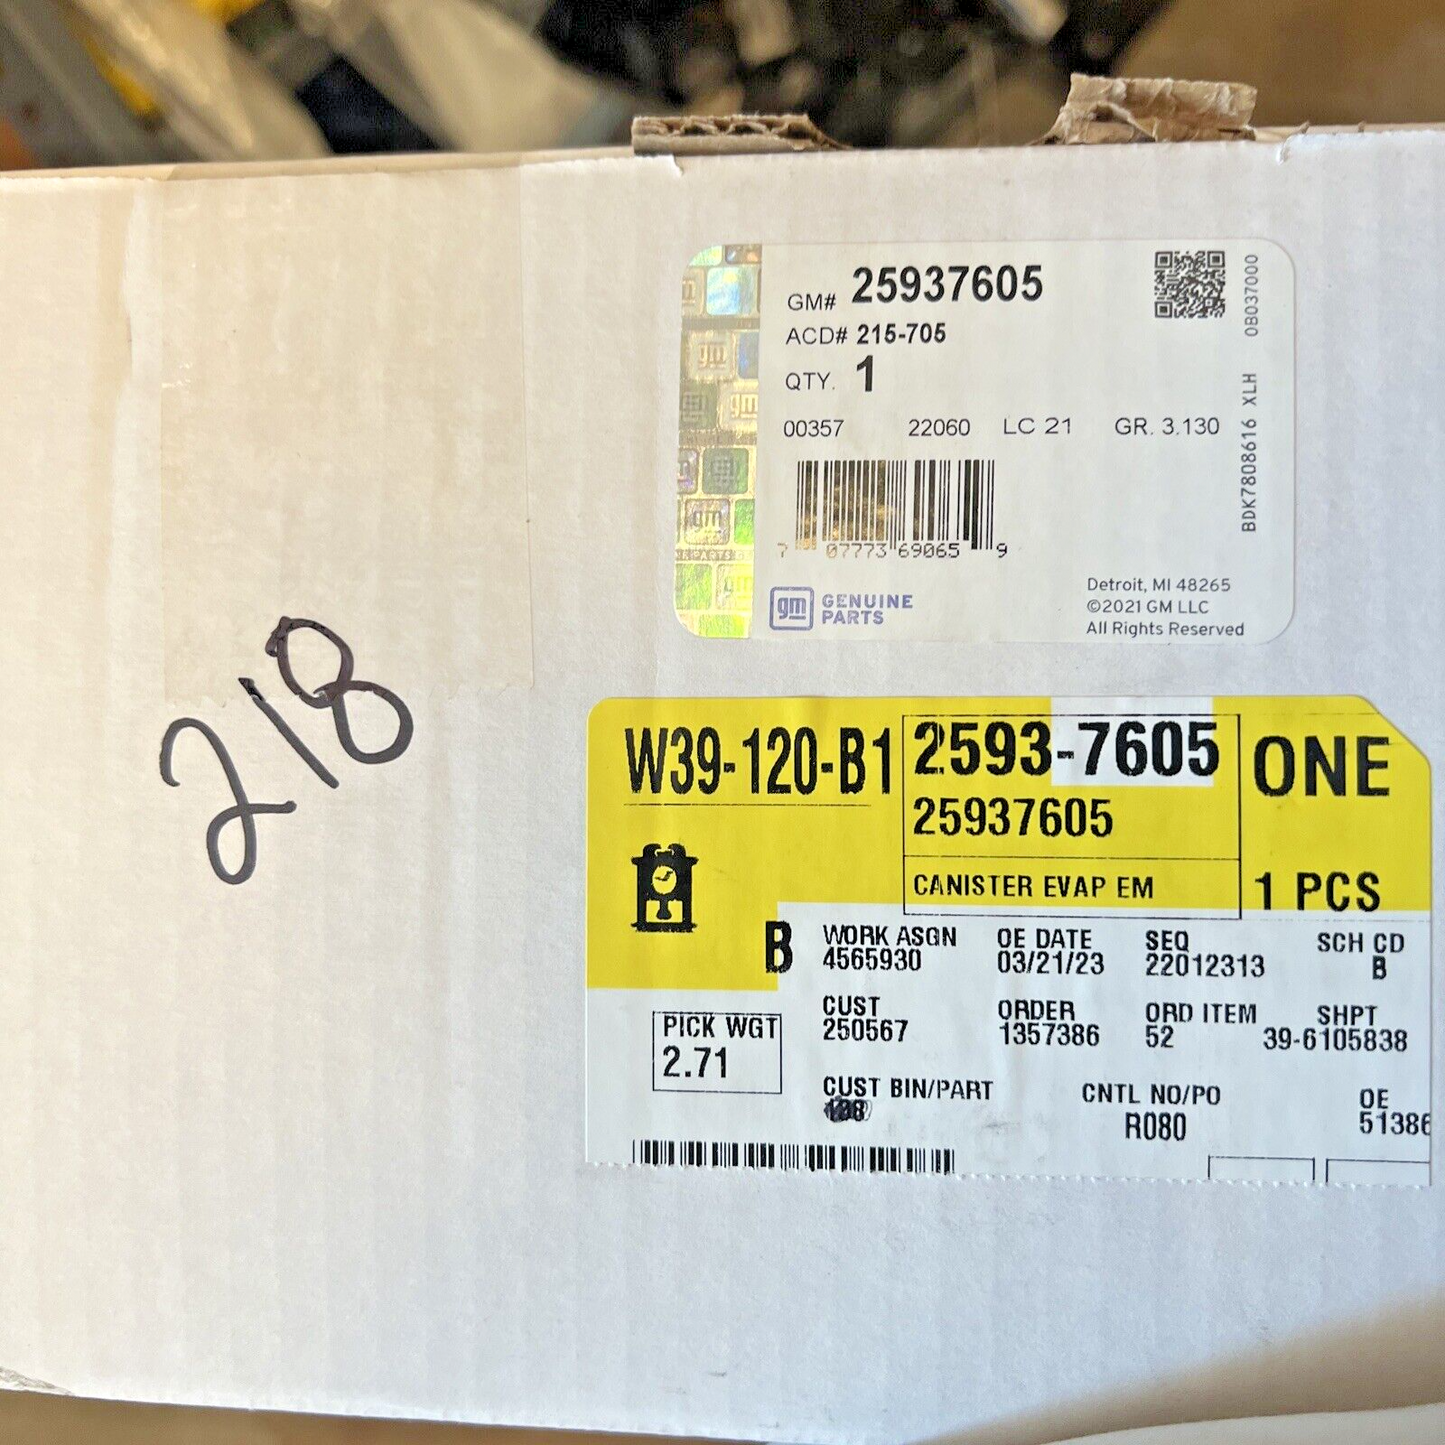 GM# 25937605
ACD# 215-705
QTY. 1
00357 22060 LC 21 GR. 3.130
7 07773 69065 9
gm GENUINE
PARTS
Detroit, MI 48265
©2021 GM LLC
All Rights Reserved
BDK7808616 XLH 0B037000
218
W39-120-B1
2593-7605
25937605
CANISTER EVAP EM
ONE
1 PCS
B
WORK ASGN
4565930
OE DATE
03/21/23
SEQ
22012313
SCH CD
B
PICK WGT
2.71
CUST
250567
ORDER
1357386
ORD ITEM
52
SHPT
39-6105838
CUST BIN/PART
CNTL NO/PO
R080
OE
51386